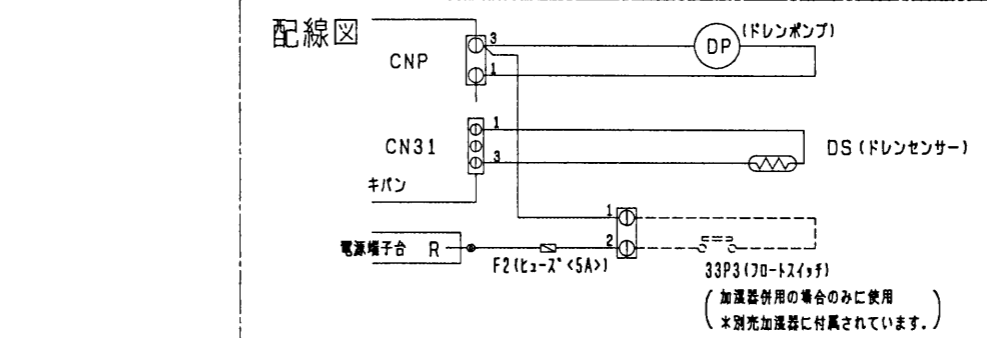 配線図
CNP
3
1
DP
(ドレンポンプ)
CN31
1
3
DS(ドレンセンサー)
キバン
電源端子台 R
F2(ヒューズ<5A>)
1
2
33P3(フロートスイッチ)
(加湿器併用の場合のみに使用
*別売加湿器に付属されています。)